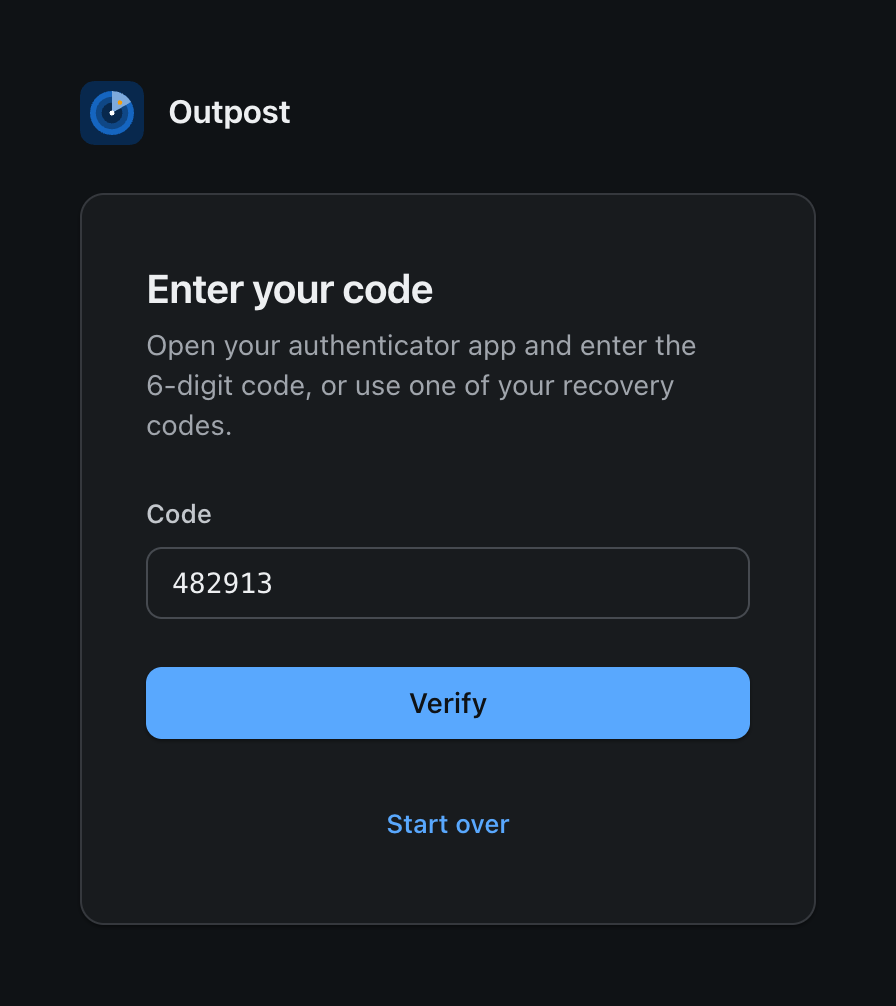 Outpost
Enter your code
Open your authenticator app and enter the
6-digit code, or use one of your recovery
codes.
Code
482913
Verify
Start over